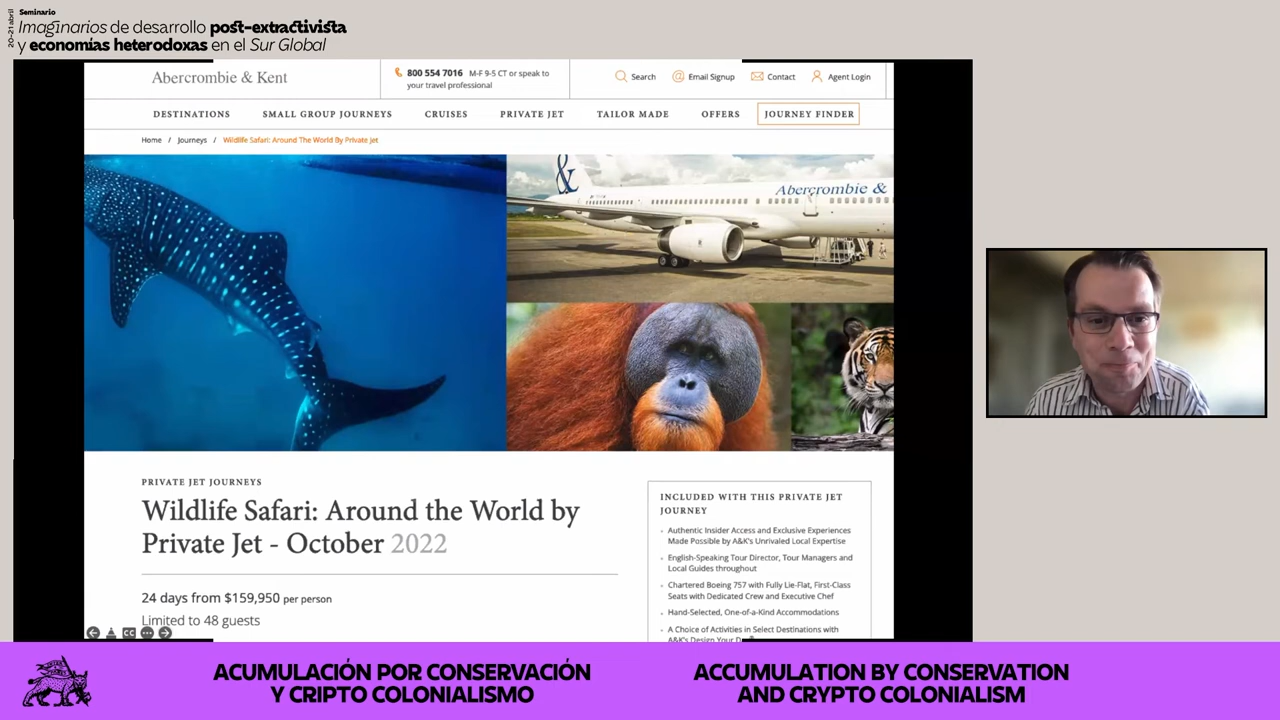 20-21 abril
Seminario
Imaginarios de desarrollo post-extractivista
y economías heterodoxas en el Sur Global
Abercrombie & Kent
800 554 7016 M-F 9-5 CT or speak to
your travel professional
Search
Email Signup
Contact
Agent Login
DESTINATIONS
SMALL GROUP JOURNEYS
CRUISES
PRIVATE JET
TAILOR MADE
OFFERS
JOURNEY FINDER
Home / Journeys / Wildlife Safari: Around The World By Private Jet
&
Abercrombie &
PRIVATE JET JOURNEYS
Wildlife Safari: Around the World by
Private Jet - October 2022
24 days from $159,950 per person
Limited to 48 guests
INCLUDED WITH THIS PRIVATE JET
JOURNEY
Authentic Insider Access and Exclusive Experiences
Made Possible by A&K's Unrivaled Local Expertise
English-Speaking Tour Director, Tour Managers and
Local Guides throughout
Chartered Boeing 757 with Fully Lie-Flat, First-Class
Seats with Dedicated Crew and Executive Chef
Hand-Selected, One-of-a-Kind Accommodations
A Choice of Activities in Select Destinations with
A&K's Design Your
CC
ACUMULACIÓN POR CONSERVACIÓN
Y CRIPTO COLONIALISMO
ACCUMULATION BY CONSERVATION
AND CRYPTO COLONIALISM